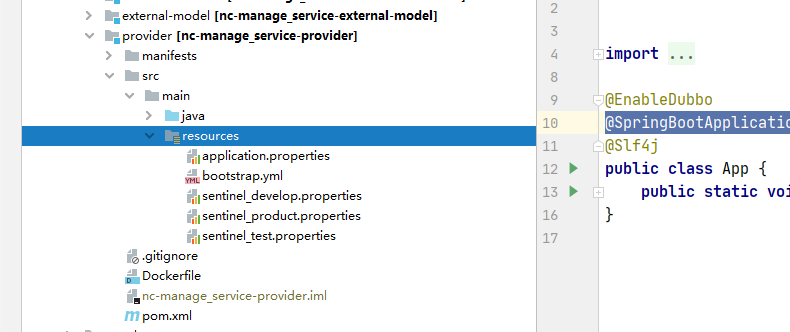 external-model [nc-manage_service-external-model]
provider [nc-manage_service-provider]
manifests
src
main
java
resources
application.properties
YML bootstrap.yml
sentinel_develop.properties
sentinel_product.properties
sentinel_test.properties
.gitignore
Dockerfile
nc-manage_service-provider.iml
pom.xml
2
3
4 import ...
8
9 @EnableDubbo
10 @SpringBootApplicatio
11 @Slf4j
12 public class App {
13 public static voi
16 }
17